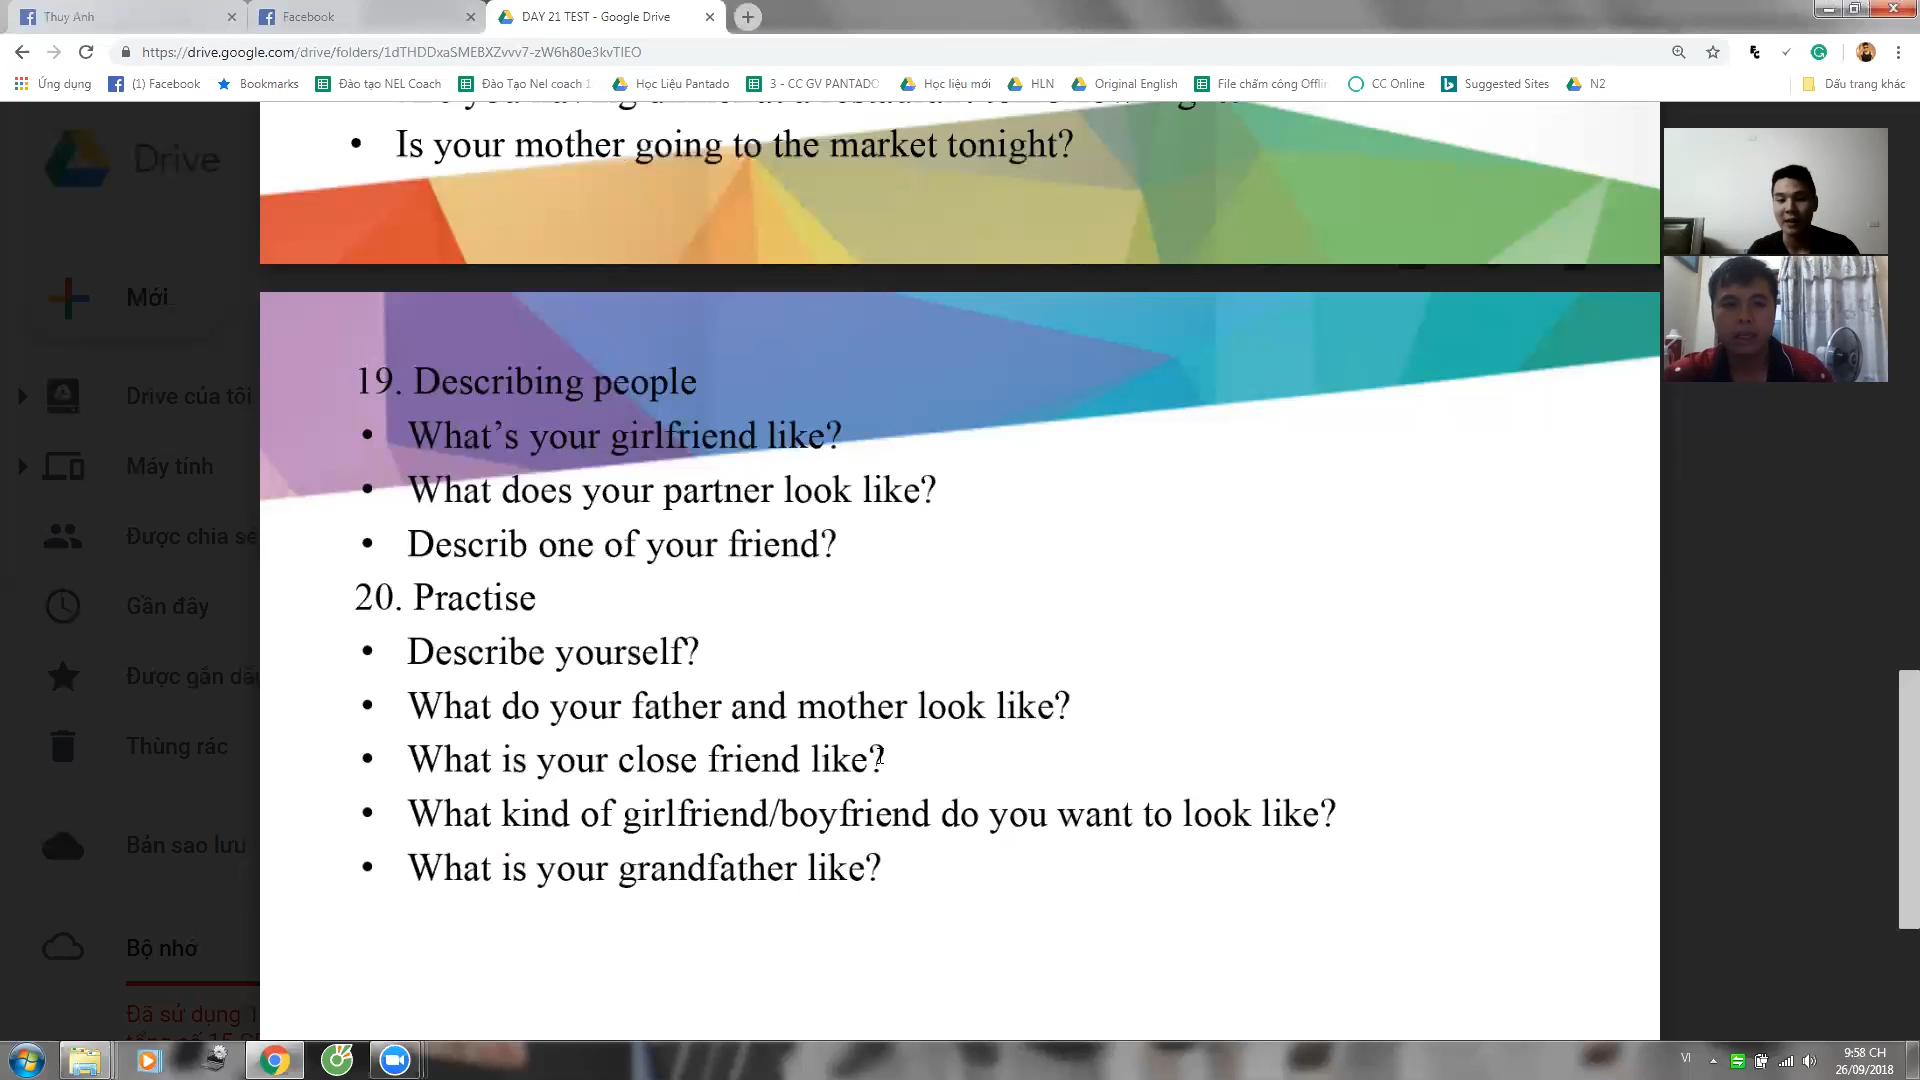 Thuy Anh
Facebook
DAY 21 TEST - Google Drive
https://drive.google.com/drive/folders/1dTHDDxaSMEBXZvvv7-zW6h80e3kvTIEO
Ứng dụng
(1) Facebook
Bookmarks
Đào tạo NEL Coach
Đào Tạo Nel coach 1
Học Liệu Pantado
3 - CC GV PANTADO
Học liệu mới
HLN
Original English
File chấm công Offlin
CC Online
Suggested Sites
N2
Dấu trang khác
Drive
Mới
Drive của tôi
Máy tính
Được chia sẻ
Gần đây
Được gắn dấ
Thùng rác
Bản sao lưu
Bộ nhớ
Đã sử dụng 1
• Is your mother going to the market tonight?
19. Describing people
• What’s your girlfriend like?
• What does your partner look like?
• Describ one of your friend?
20. Practise
• Describe yourself?
• What do your father and mother look like?
• What is your close friend like?
• What kind of girlfriend/boyfriend do you want to look like?
• What is your grandfather like?
VI
9:58 CH
26/09/2018